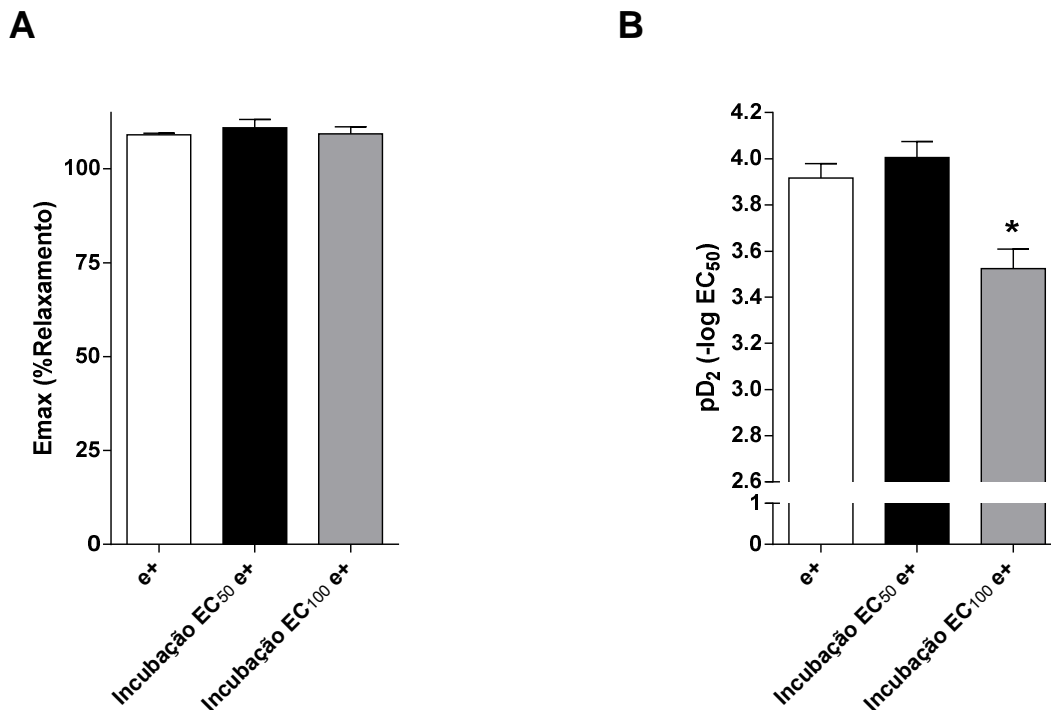 A
Emax (%Relaxamento)
100
75
50
25
0
e+
Incubação EC50 e+
Incubação EC100 e+
B
pD2 (-log EC50)
4.2
4.0
3.8
3.6
3.4
3.2
3.0
2.8
2.6
1
0
*
e+
Incubação EC50 e+
Incubação EC100 e+